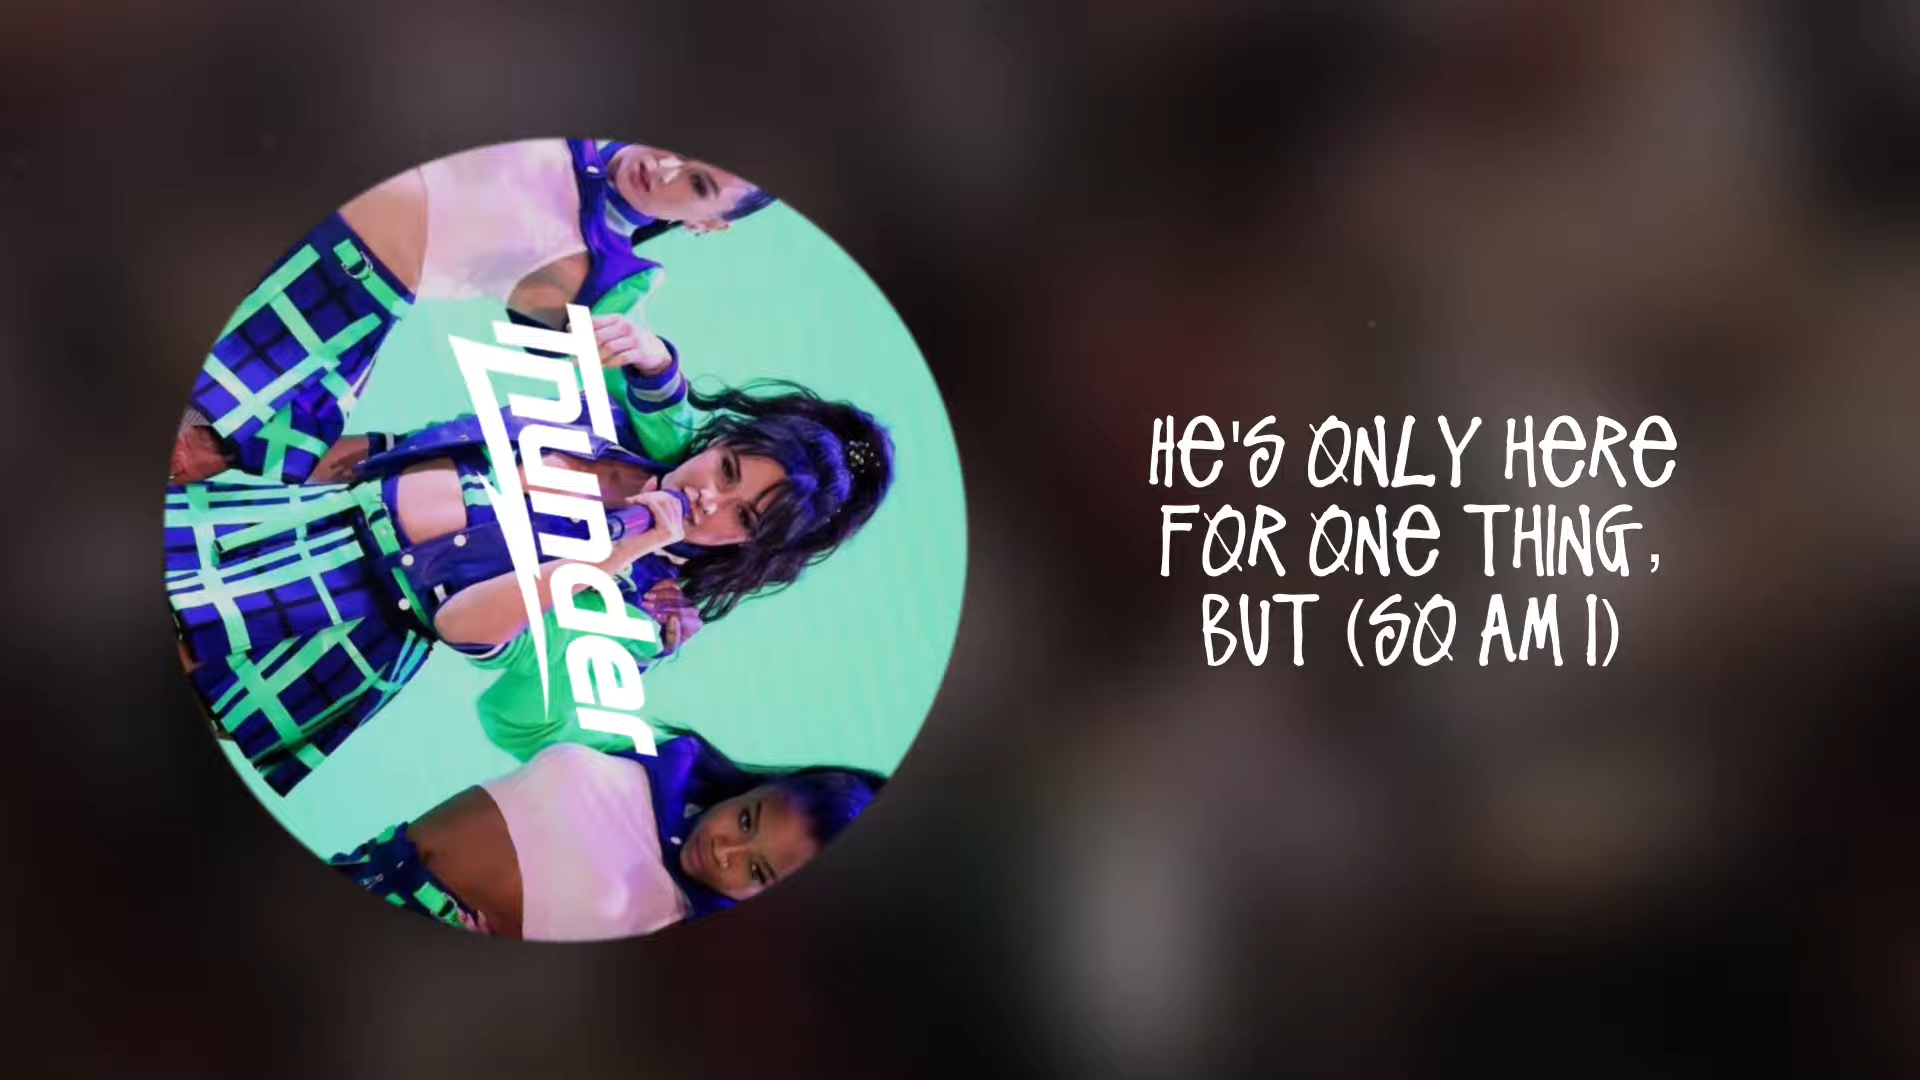 Thunder
HE'S ONLY HERE
FOR ONE THING,
BUT (SO AM I)